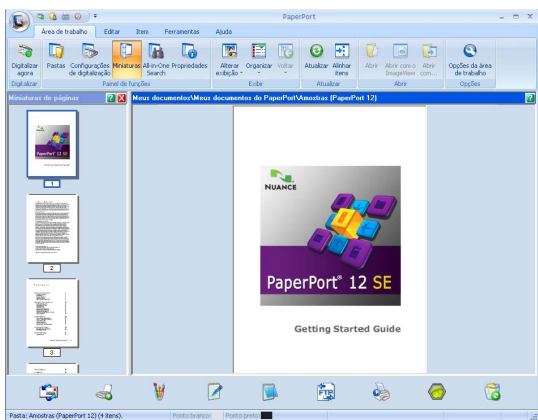 PaperPort
Área de trabalho Editar Item Ferramentas Ajuda
Digitalizar agora
Pastas
Configurações de digitalização
Miniaturas
All-in-One Search
Propriedades
Alterar exibição
Organizar
Voltar
Atualizar
Alinhar itens
Abrir
Abrir com o ImageView
Abrir com...
Opções da área de trabalho
Digitalizar Painel de funções Exibir Atualizar Abrir Opções
Miniaturas de páginas
Meus documentos\Meus documentos do PaperPort\Amostras (PaperPort 12)
1
2
3
NUANCE
PaperPort® 12 SE
Getting Started Guide
FTP
Pasta: Amostras (PaperPort 12) (4 itens). Ponto branco: Ponto preto: